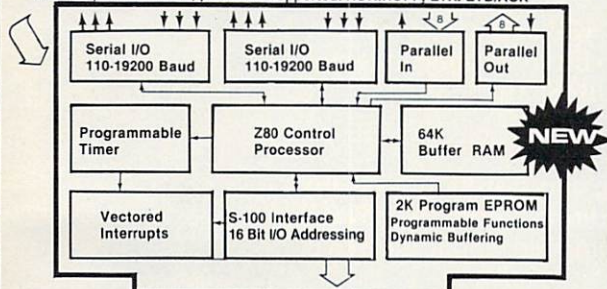 8
8
Serial I/O
110-19200 Baud
Serial I/O
110-19200 Baud
Parallel
In
Parallel
Out
Programmable
Timer
Z80 Control
Processor
64K
Buffer RAM
NEW
Vectored
Interrupts
S-100 Interface
16 Bit I/O Addressing
2K Program EPROM
Programmable Functions
Dynamic Buffering